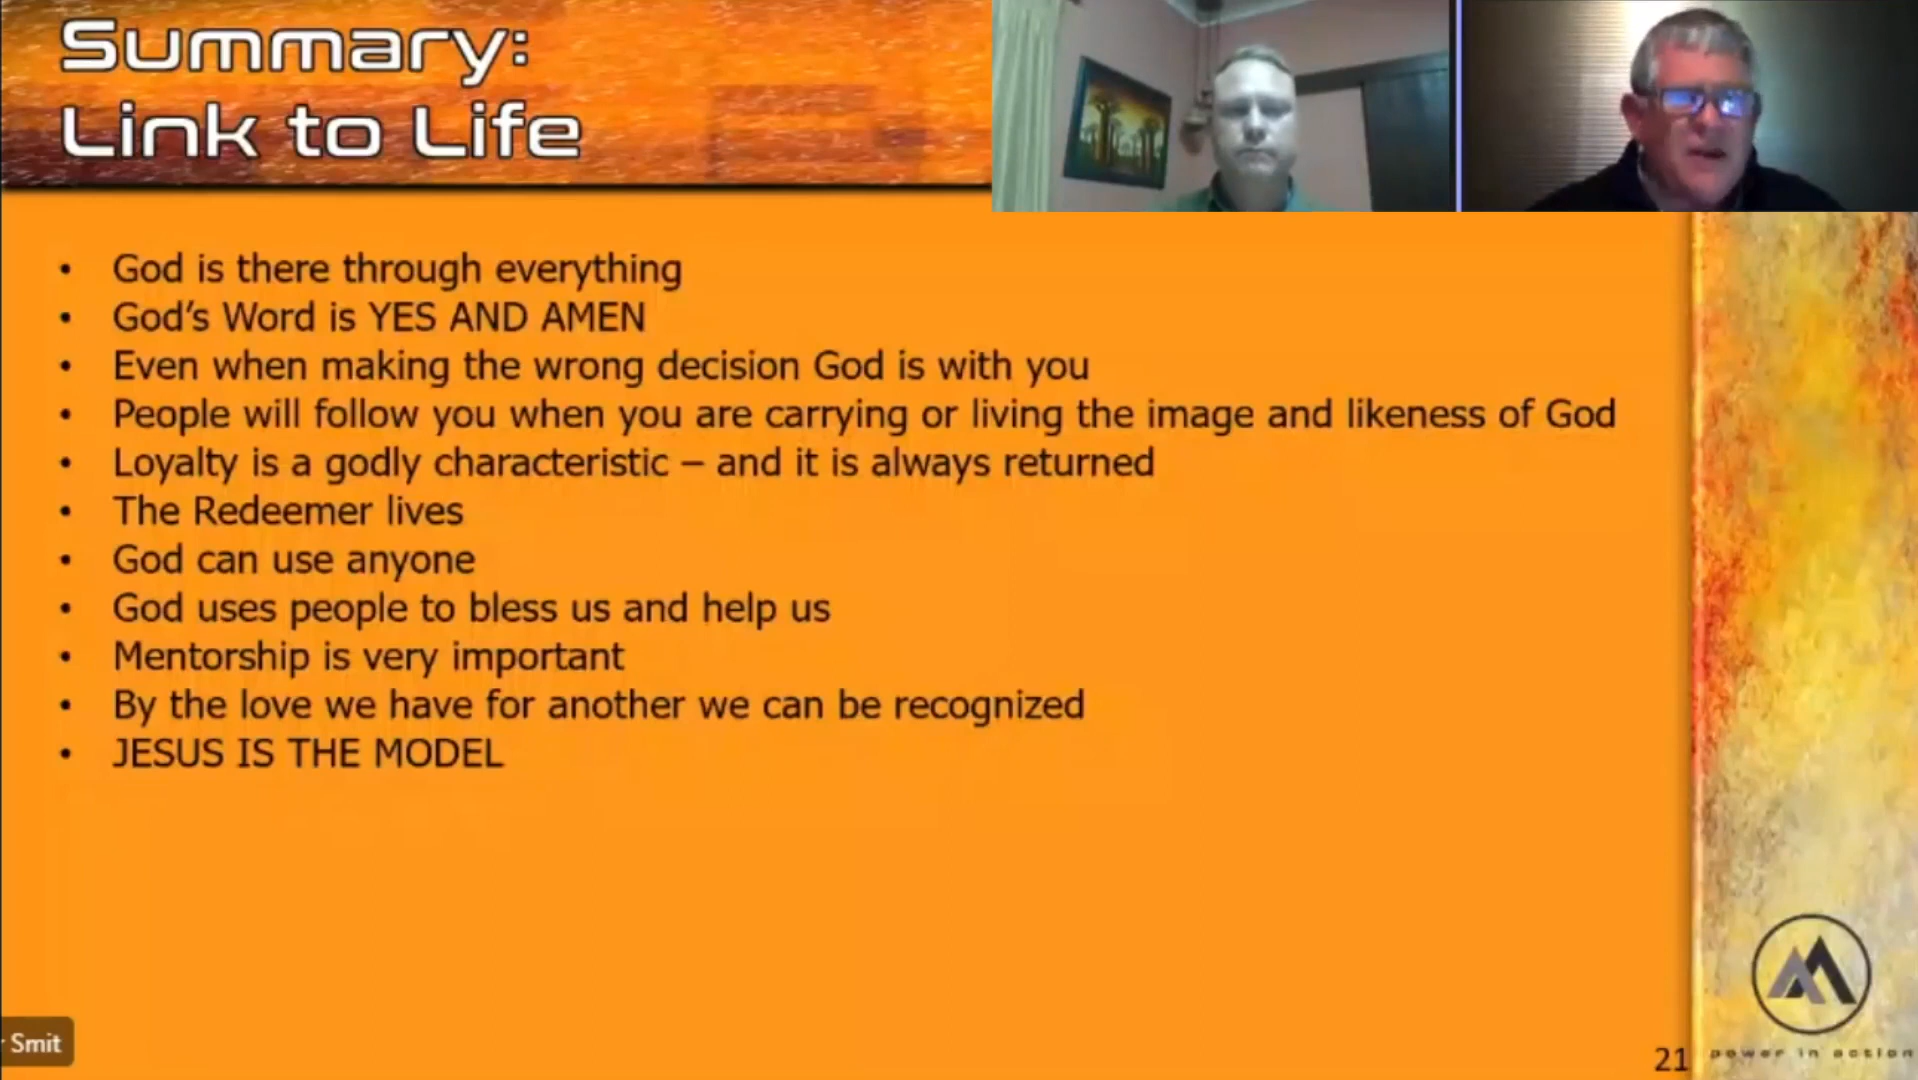 Summary:
Link to Life
• God is there through everything
• God's Word is YES AND AMEN
• Even when making the wrong decision God is with you
• People will follow you when you are carrying or living the image and likeness of God
• Loyalty is a godly characteristic – and it is always returned
• The Redeemer lives
• God can use anyone
• God uses people to bless us and help us
• Mentorship is very important
• By the love we have for another we can be recognized
• JESUS IS THE MODEL
r Smit
21
power in action